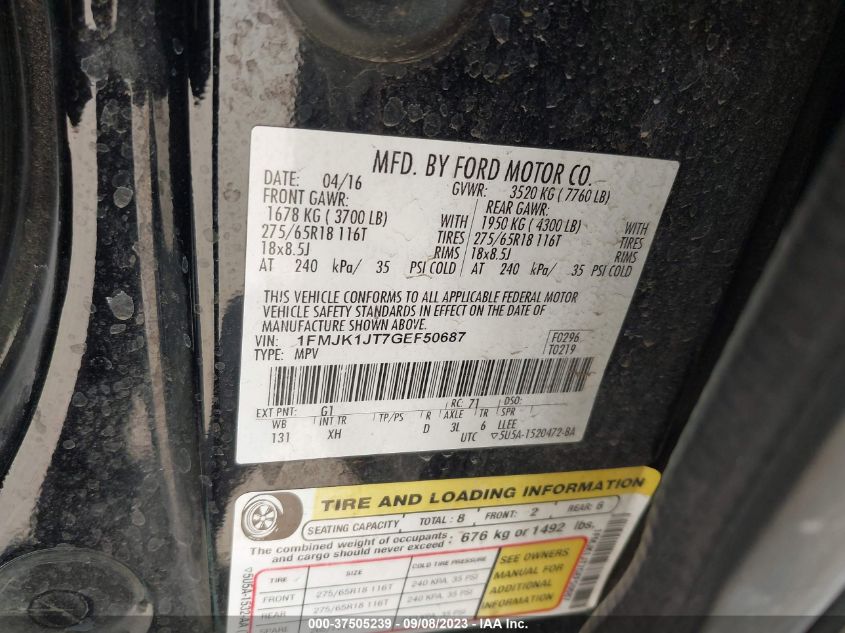 MFD. BY FORD MOTOR CO.
DATE: 04/16 GVWR: 3520 KG ( 7760 LB)
FRONT GAWR: REAR GAWR:
1678 KG ( 3700 LB) WITH 1950 KG ( 4300 LB) WITH
275/65R18 116T TIRES 275/65R18 116T TIRES
18x8.5J RIMS 18x8.5J RIMS
AT 240 kPa/ 35 PSI COLD AT 240 kPa/ 35 PSI COLD
THIS VEHICLE CONFORMS TO ALL APPLICABLE FEDERAL MOTOR
VEHICLE SAFETY STANDARDS IN EFFECT ON THE DATE OF
MANUFACTURE SHOWN ABOVE.
VIN: 1FMJK1JT7GEF50687 F0296
TYPE: MPV T0219
EXT PNT: G1 RC: 71 DSO:
WB INT TR TP/PS R AXLE TR SPR
131 XH D 3L 6 LLEE
UTC ▽5U5A-1520472-BA
TIRE AND LOADING INFORMATION
SEATING CAPACITY TOTAL: 8 FRONT: 2 REAR: 6
The combined weight of occupants and cargo should never exceed : 676 kg or 1492 lbs.
TIRE SIZE COLD TIRE PRESSURE
FRONT 275/65R18 116T 240 KPA, 35 PSI
REAR 275/65R18 116T 240 KPA, 35 PSI
SPARE
SEE OWNERS
MANUAL FOR
ADDITIONAL
INFORMATION
000 - 37505239 - 09/08/2023 - IAA Inc.